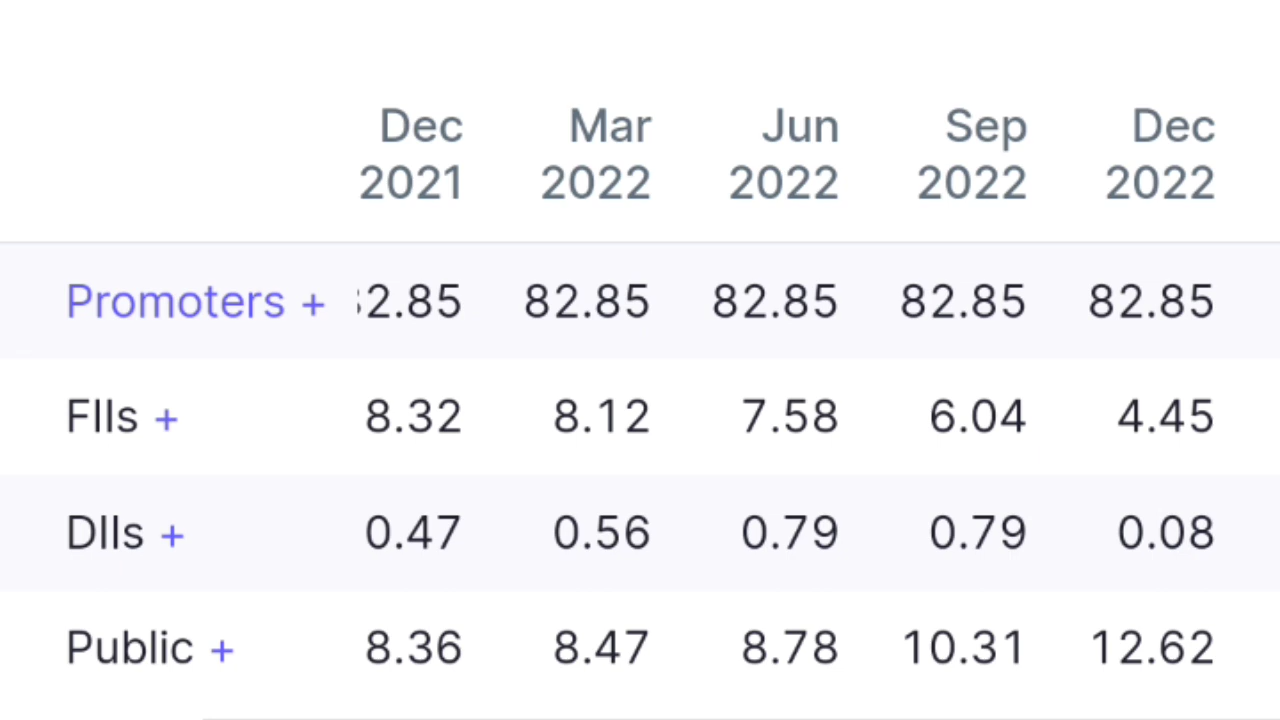 Dec Mar Jun Sep Dec
2021 2022 2022 2022 2022
Promoters + 2.85 82.85 82.85 82.85 82.85
FIIs + 8.32 8.12 7.58 6.04 4.45
DIIs + 0.47 0.56 0.79 0.79 0.08
Public + 8.36 8.47 8.78 10.31 12.62